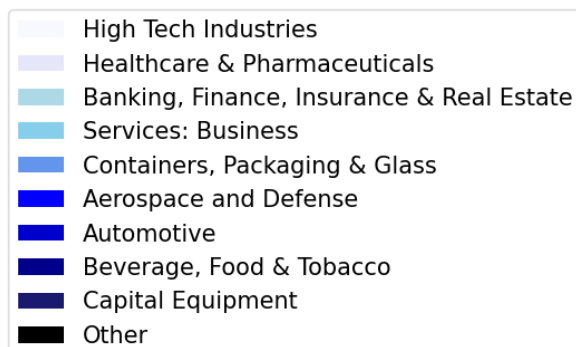 High Tech Industries
Healthcare & Pharmaceuticals
Banking, Finance, Insurance & Real Estate
Services: Business
Containers, Packaging & Glass
Aerospace and Defense
Automotive
Beverage, Food & Tobacco
Capital Equipment
Other